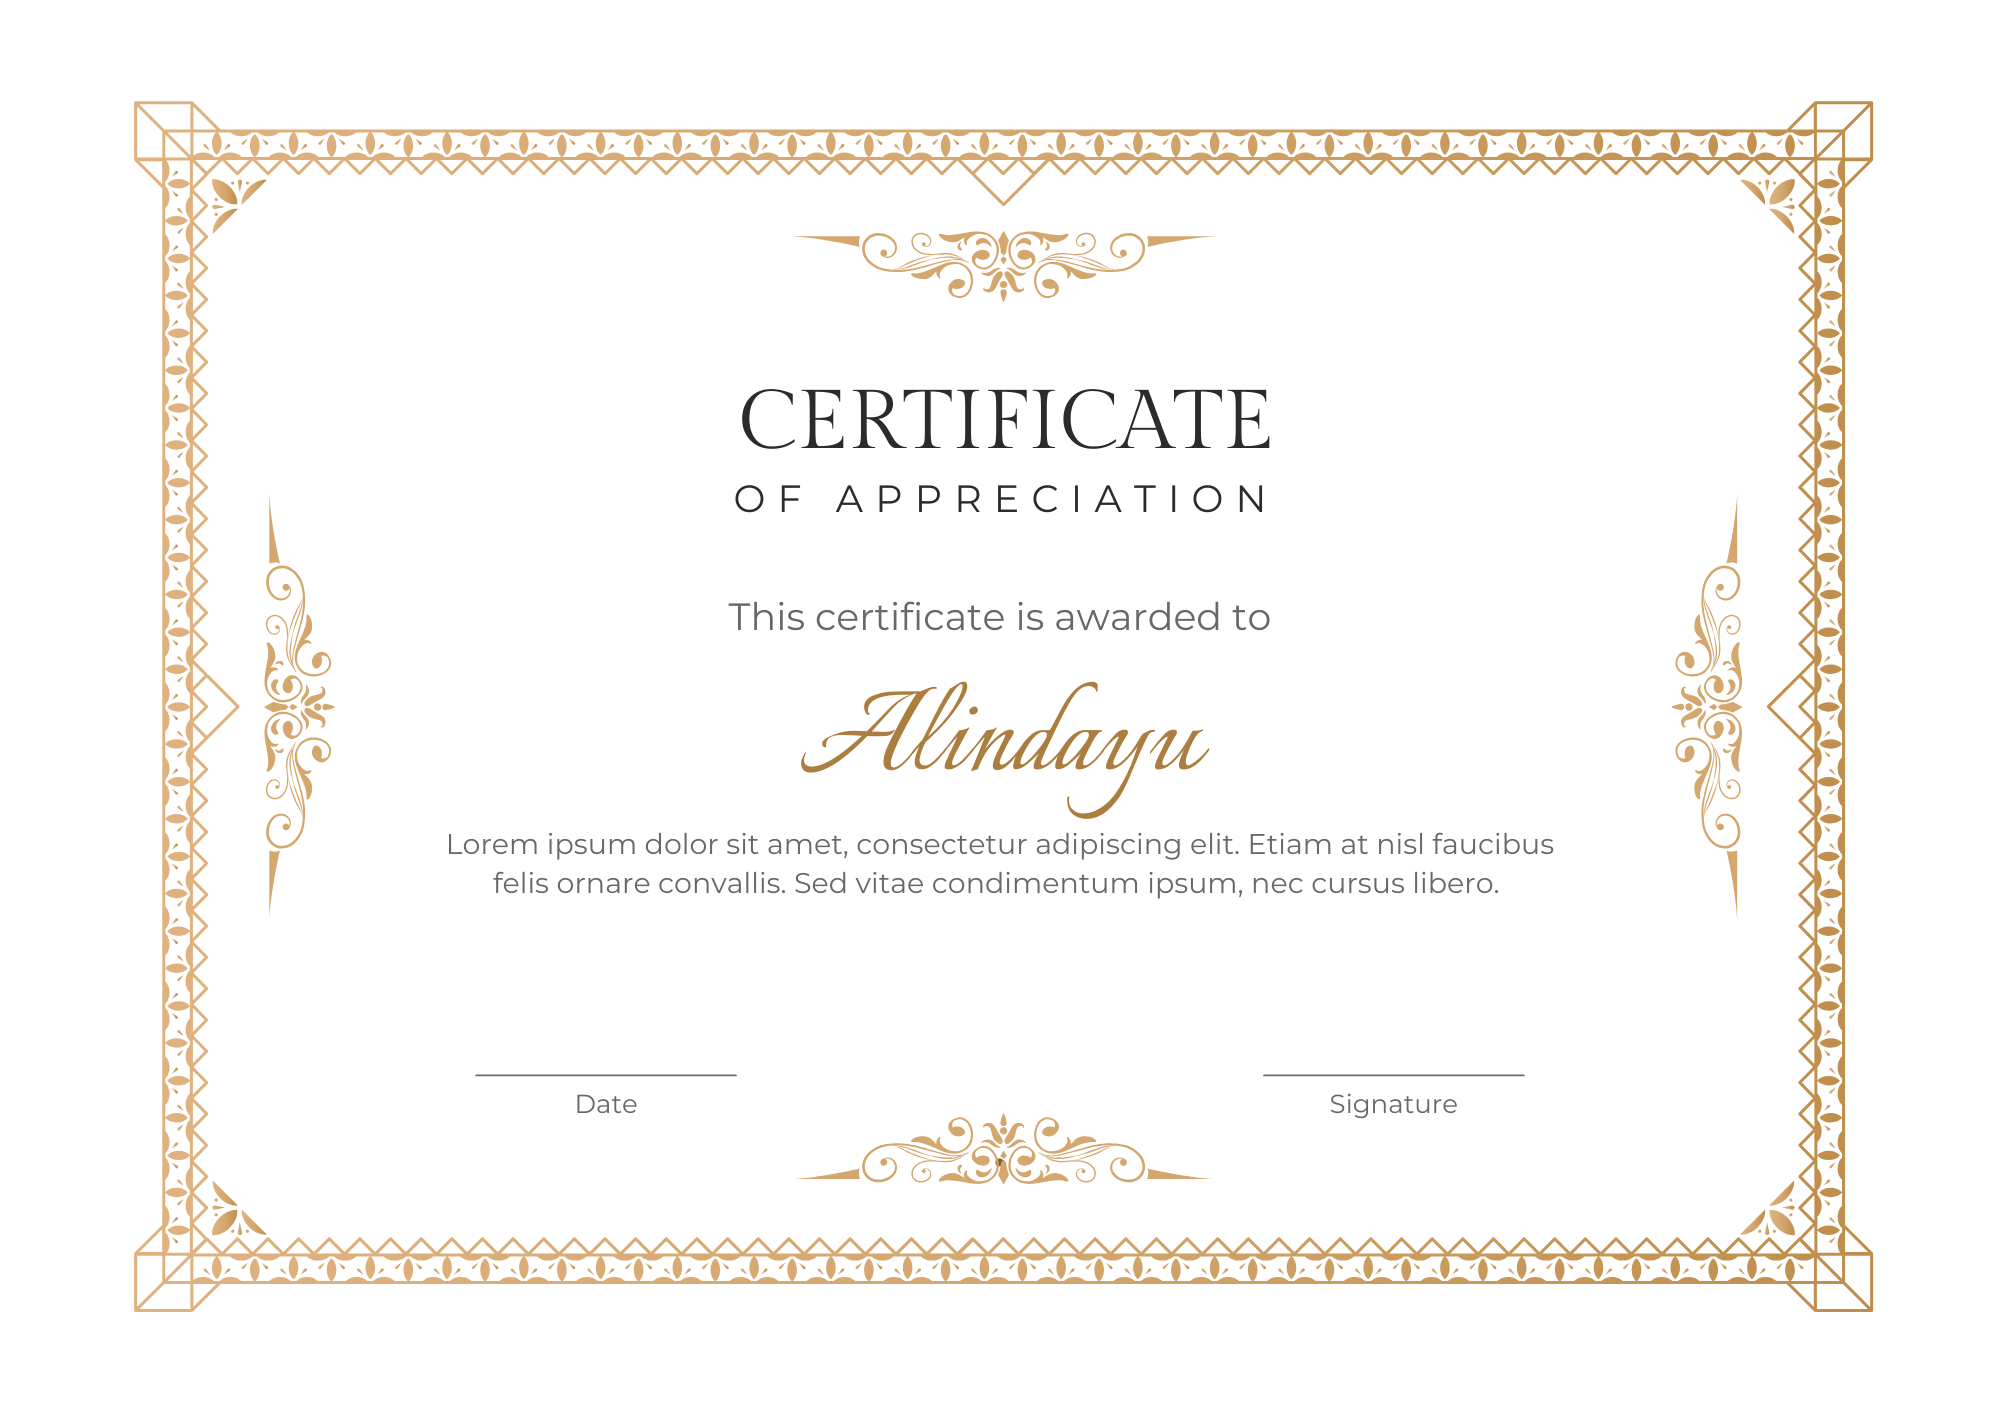 CERTIFICATE
OF APPRECIATION
This certificate is awarded to
Alindayu
Lorem ipsum dolor sit amet, consectetur adipiscing elit. Etiam at nisl faucibus
felis ornare convallis. Sed vitae condimentum ipsum, nec cursus libero.
Date
Signature